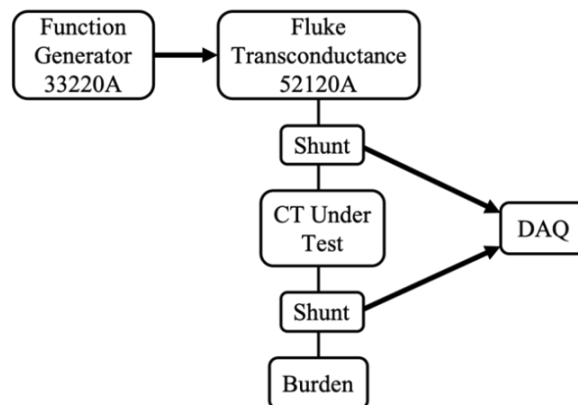 Function
Generator
33220A
Fluke
Transconductance
52120A
Shunt
CT Under
Test
DAQ
Shunt
Burden